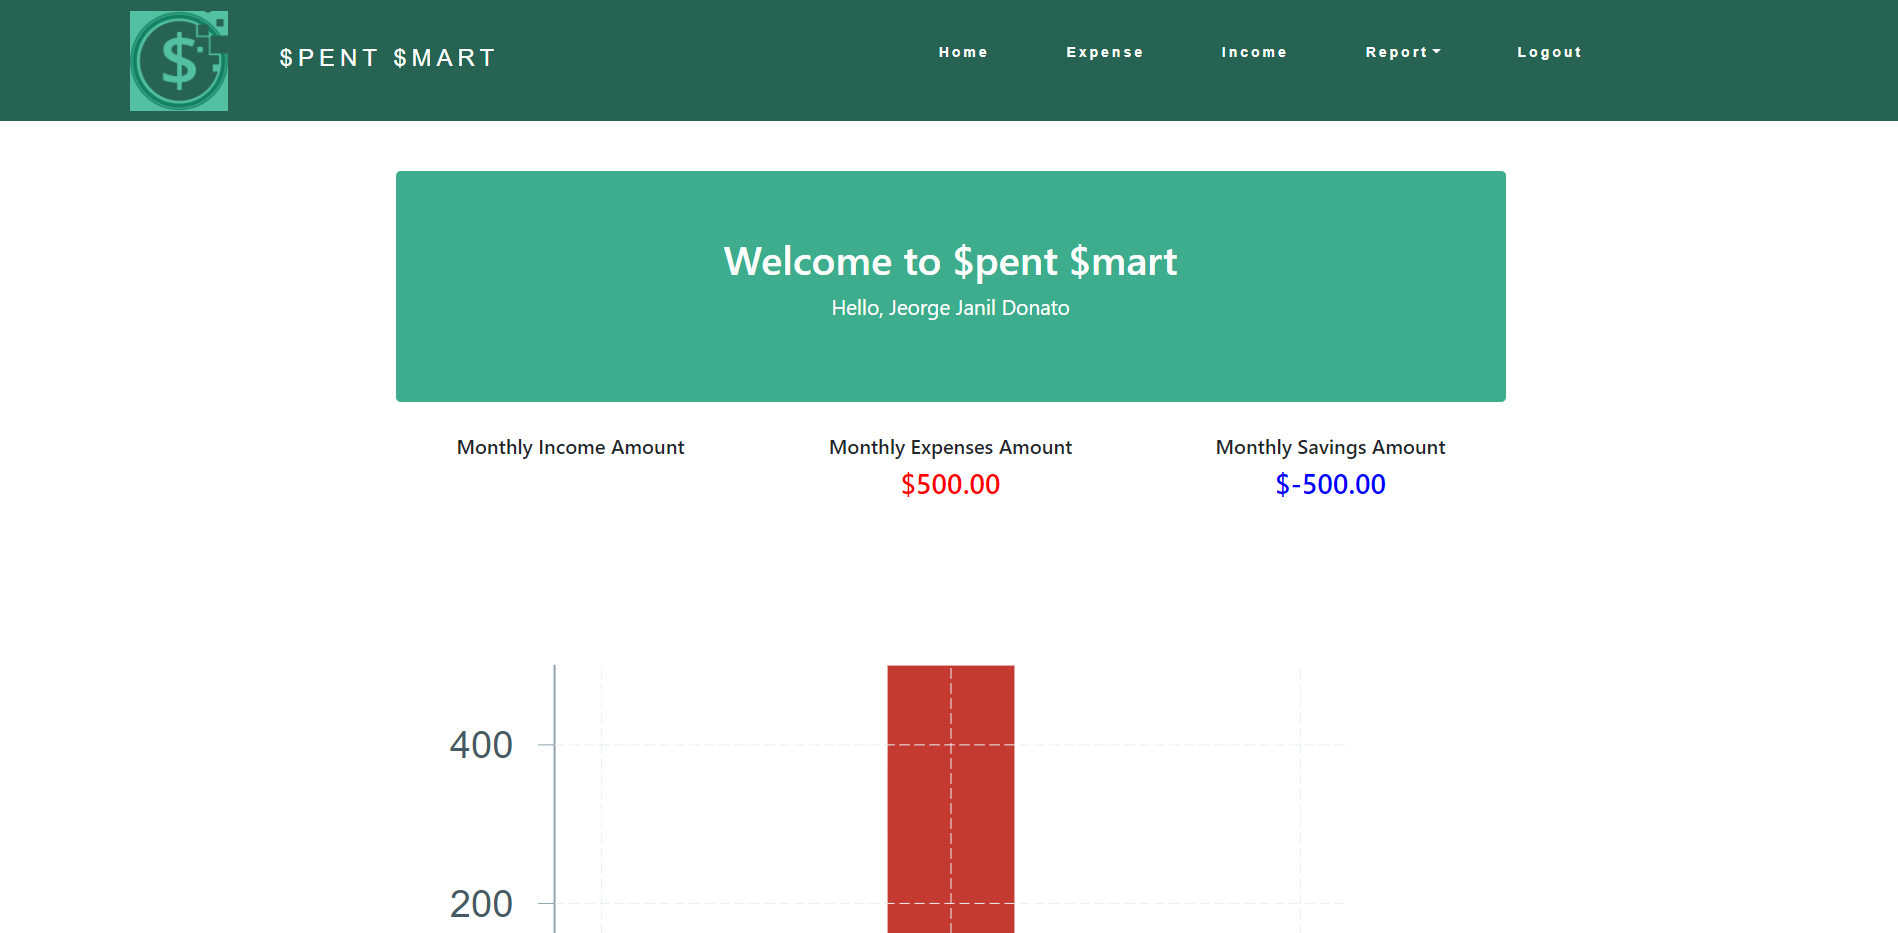 $
$PENT $MART
Home
Expense
Income
Report
Logout
Welcome to $pent $mart
Hello, Jeorge Janil Donato
Monthly Income Amount
Monthly Expenses Amount
$500.00
Monthly Savings Amount
$-500.00
400
200